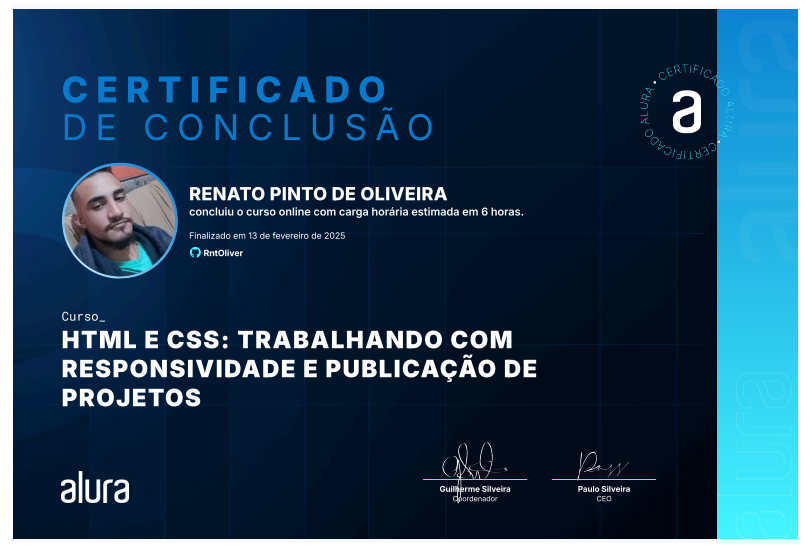 CERTIFICADO
DE CONCLUSÃO
CERTIFICADO ALURA • CERTIFICADO ALURA •
a
RENATO PINTO DE OLIVEIRA
concluiu o curso online com carga horária estimada em 6 horas.
Finalizado em 13 de fevereiro de 2025
RntOliver
Curso_
HTML E CSS: TRABALHANDO COM
RESPONSIVIDADE E PUBLICAÇÃO DE
PROJETOS
alura
Guilherme Silveira
Coordenador
Paulo Silveira
CEO
alura
alura